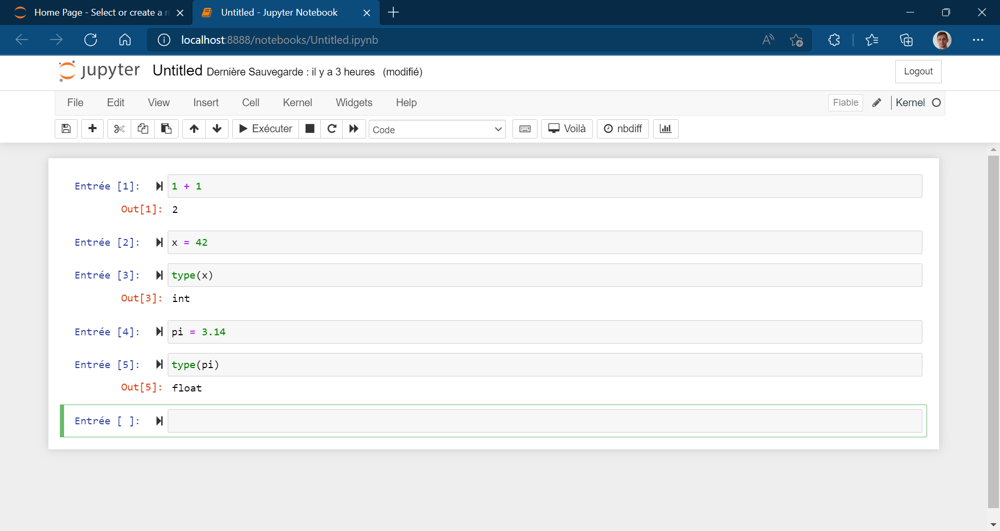 Home Page - Select or create a n
Untitled - Jupyter Notebook
localhost:8888/notebooks/Untitled.ipynb
jupyter Untitled Dernière Sauvegarde : il y a 3 heures (modifié)
Logout
File Edit View Insert Cell Kernel Widgets Help
Fiable
Kernel
Exécuter
Code
Voilà
nbdiff
Entrée [1]: 1 + 1
Out[1]: 2
Entrée [2]: x = 42
Entrée [3]: type(x)
Out[3]: int
Entrée [4]: pi = 3.14
Entrée [5]: type(pi)
Out[5]: float
Entrée [ ]: